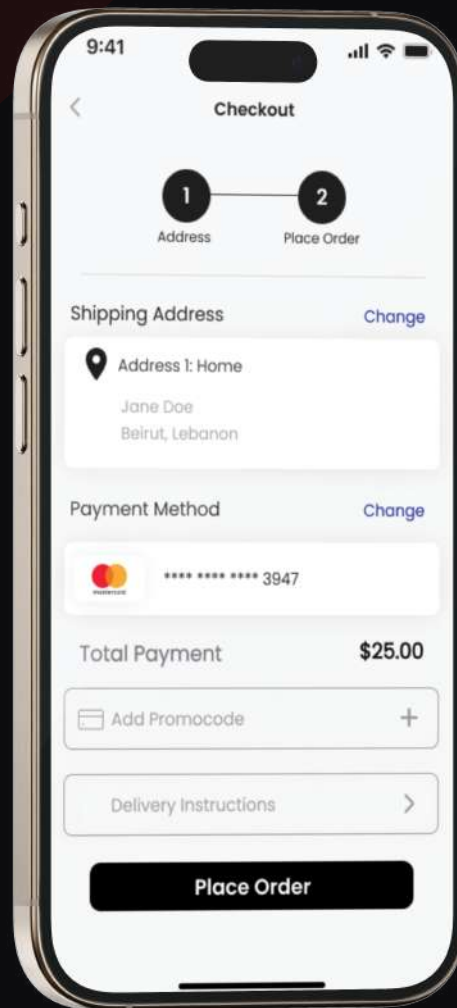 9:41
Checkout
1
2
Address
Place Order
Shipping Address
Change
Address 1: Home
Jane Doe
Beirut, Lebanon
Payment Method
Change
mastercard
**** **** **** 3947
Total Payment
$25.00
Add Promocode
+
Delivery Instructions
Place Order